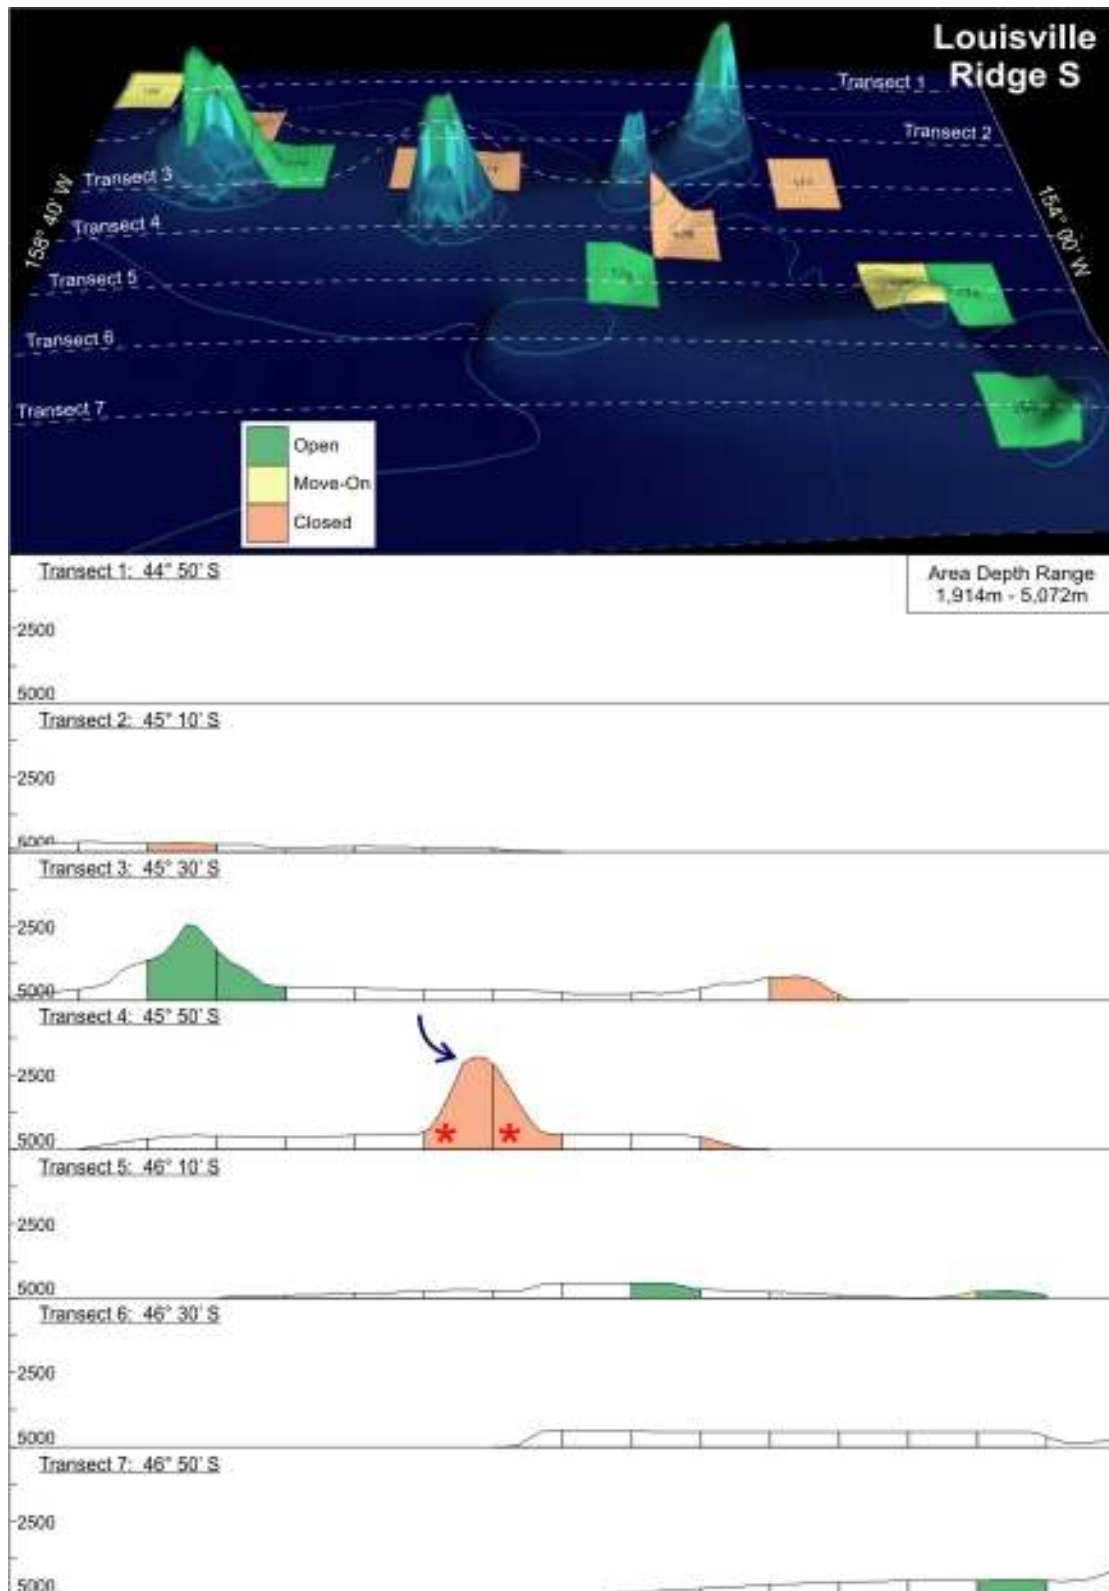 Louisville
Ridge S
Transect 1
Transect 2
Transect 3
158° 40' W
154° 00' W
Transect 4
Transect 5
Transect 6
Transect 7
Open
Move-On
Closed
Transect 1: 44° 50' S
Area Depth Range
1,914m - 5,072m
2500
5000
Transect 2: 45° 10' S
2500
5000
Transect 3: 45° 30' S
2500
5000
Transect 4: 45° 50' S
2500
5000
* *
Transect 5: 46° 10' S
2500
5000
Transect 6: 46° 30' S
2500
5000
Transect 7: 46° 50' S
2500
5000